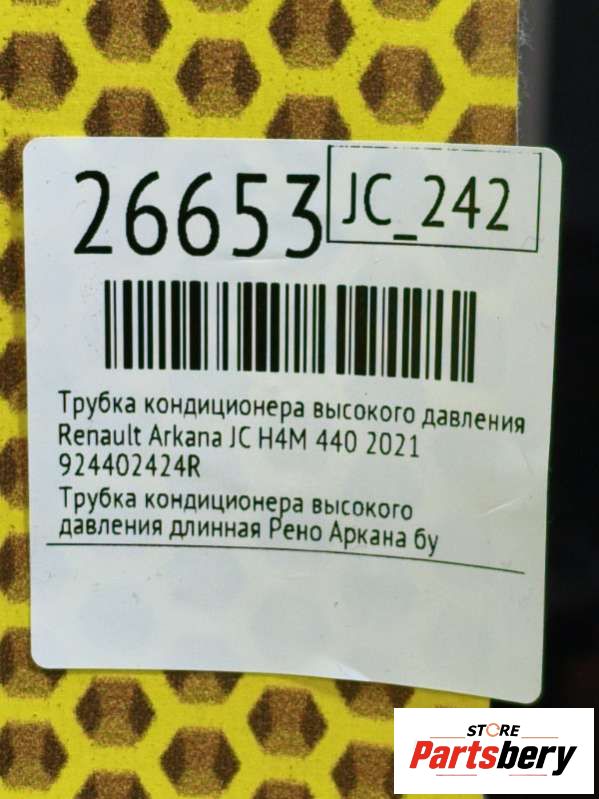 26653
JC_242
Трубка кондиционера высокого давления
Renault Arkana JC H4M 440 2021
924402424R
Трубка кондиционера высокого
давления длинная Рено Аркана бу
STORE
Partsbery